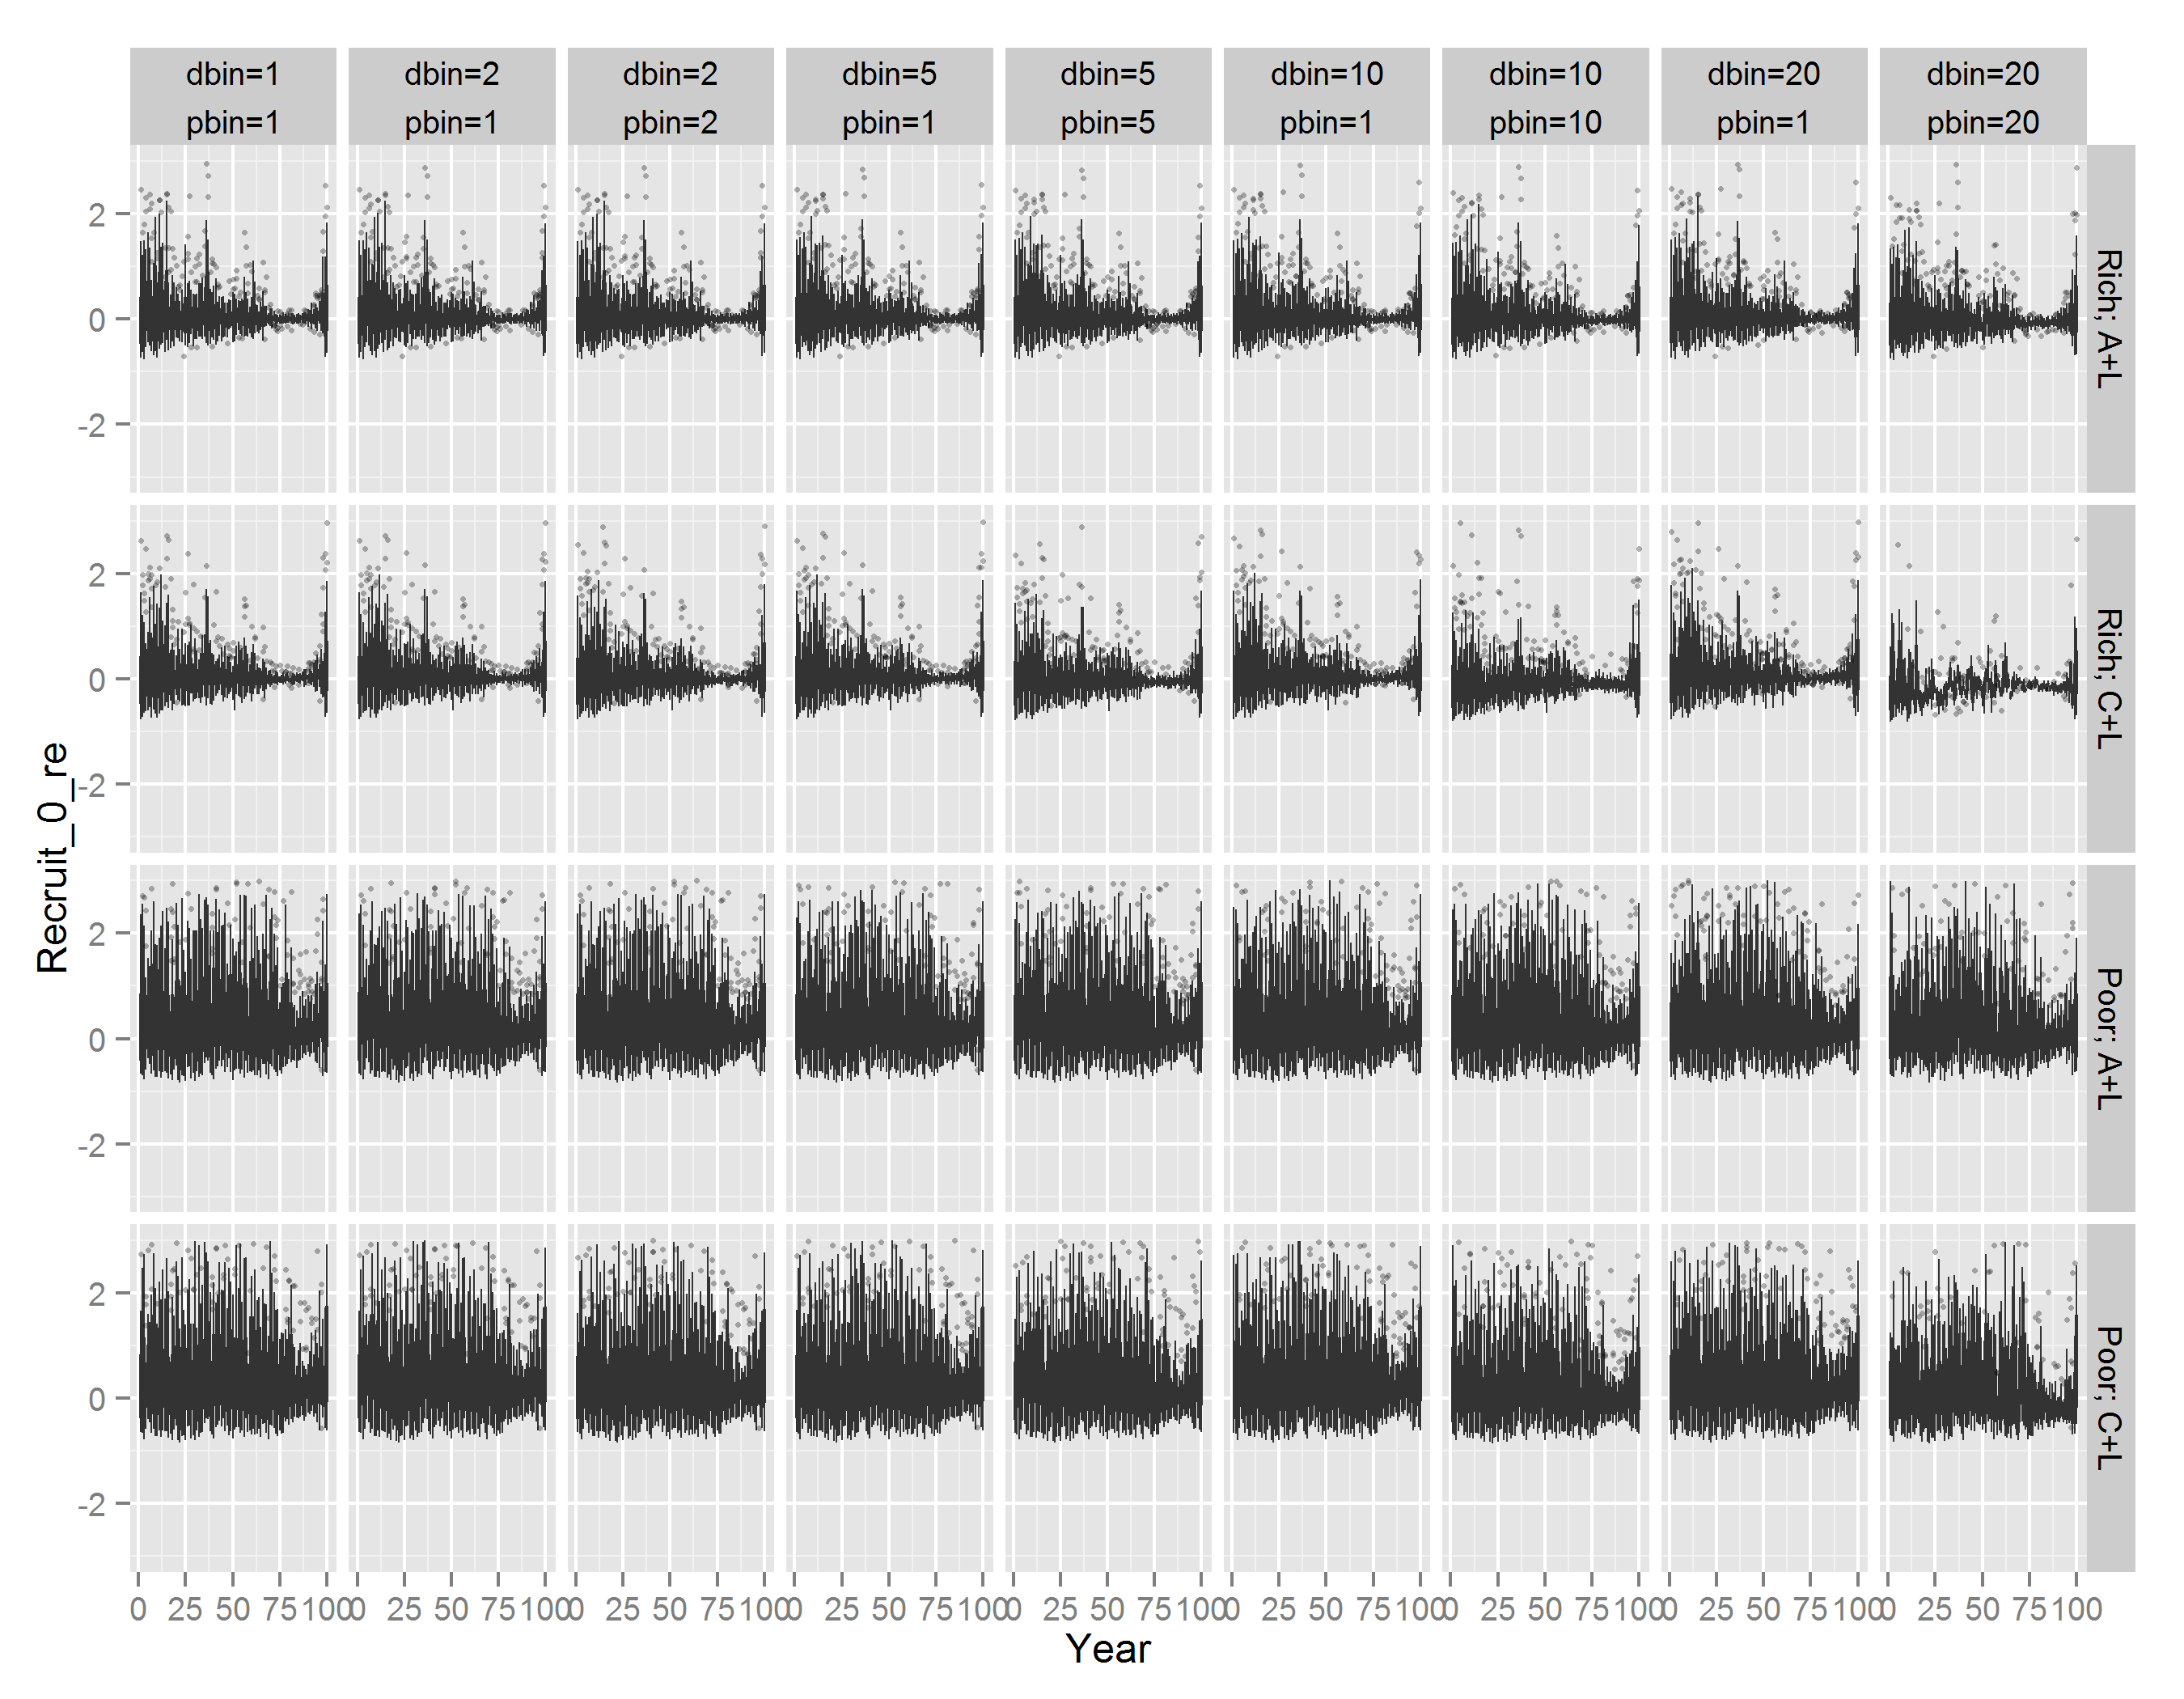 dbin=1 dbin=2 dbin=2 dbin=5 dbin=5 dbin=10 dbin=10 dbin=20 dbin=20
pbin=1 pbin=1 pbin=2 pbin=1 pbin=5 pbin=1 pbin=10 pbin=1 pbin=20
2
0
-2
Rich; A+L
2
0
-2
Rich; C+L
2
0
-2
Poor; A+L
2
0
-2
Poor; C+L
Recruit_0_re
0 25 50 75 100 0 25 50 75 100 0 25 50 75 100 0 25 50 75 100 0 25 50 75 100 0 25 50 75 100 0 25 50 75 100 0 25 50 75 100 0 25 50 75 100
Year